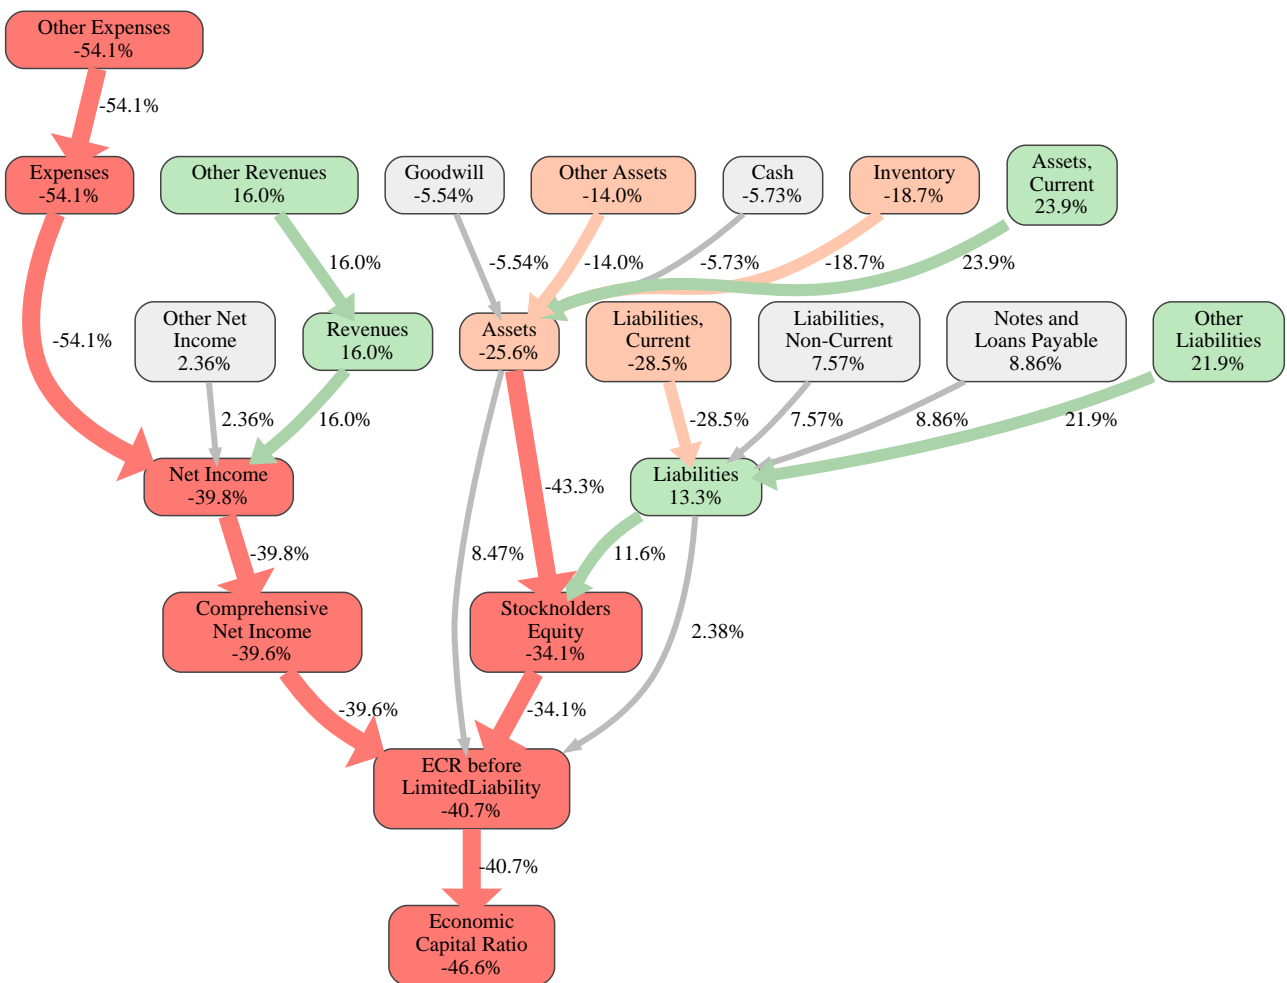 Other Expenses
-54.1%
-54.1%
Expenses
-54.1%
Other Revenues
16.0%
Goodwill
-5.54%
Other Assets
-14.0%
Cash
-5.73%
Inventory
-18.7%
Assets,
Current
23.9%
16.0%
-5.54%
-14.0%
-5.73%
-18.7%
23.9%
-54.1%
Other Net
Income
2.36%
Revenues
16.0%
Assets
-25.6%
Liabilities,
Current
-28.5%
Liabilities,
Non-Current
7.57%
Notes and
Loans Payable
8.86%
Other
Liabilities
21.9%
2.36%
16.0%
-28.5%
7.57%
8.86%
21.9%
Net Income
-39.8%
-43.3%
Liabilities
13.3%
-39.8%
8.47%
11.6%
Comprehensive
Net Income
-39.6%
Stockholders
Equity
-34.1%
2.38%
-39.6%
-34.1%
ECR before
LimitedLiability
-40.7%
-40.7%
Economic
Capital Ratio
-46.6%